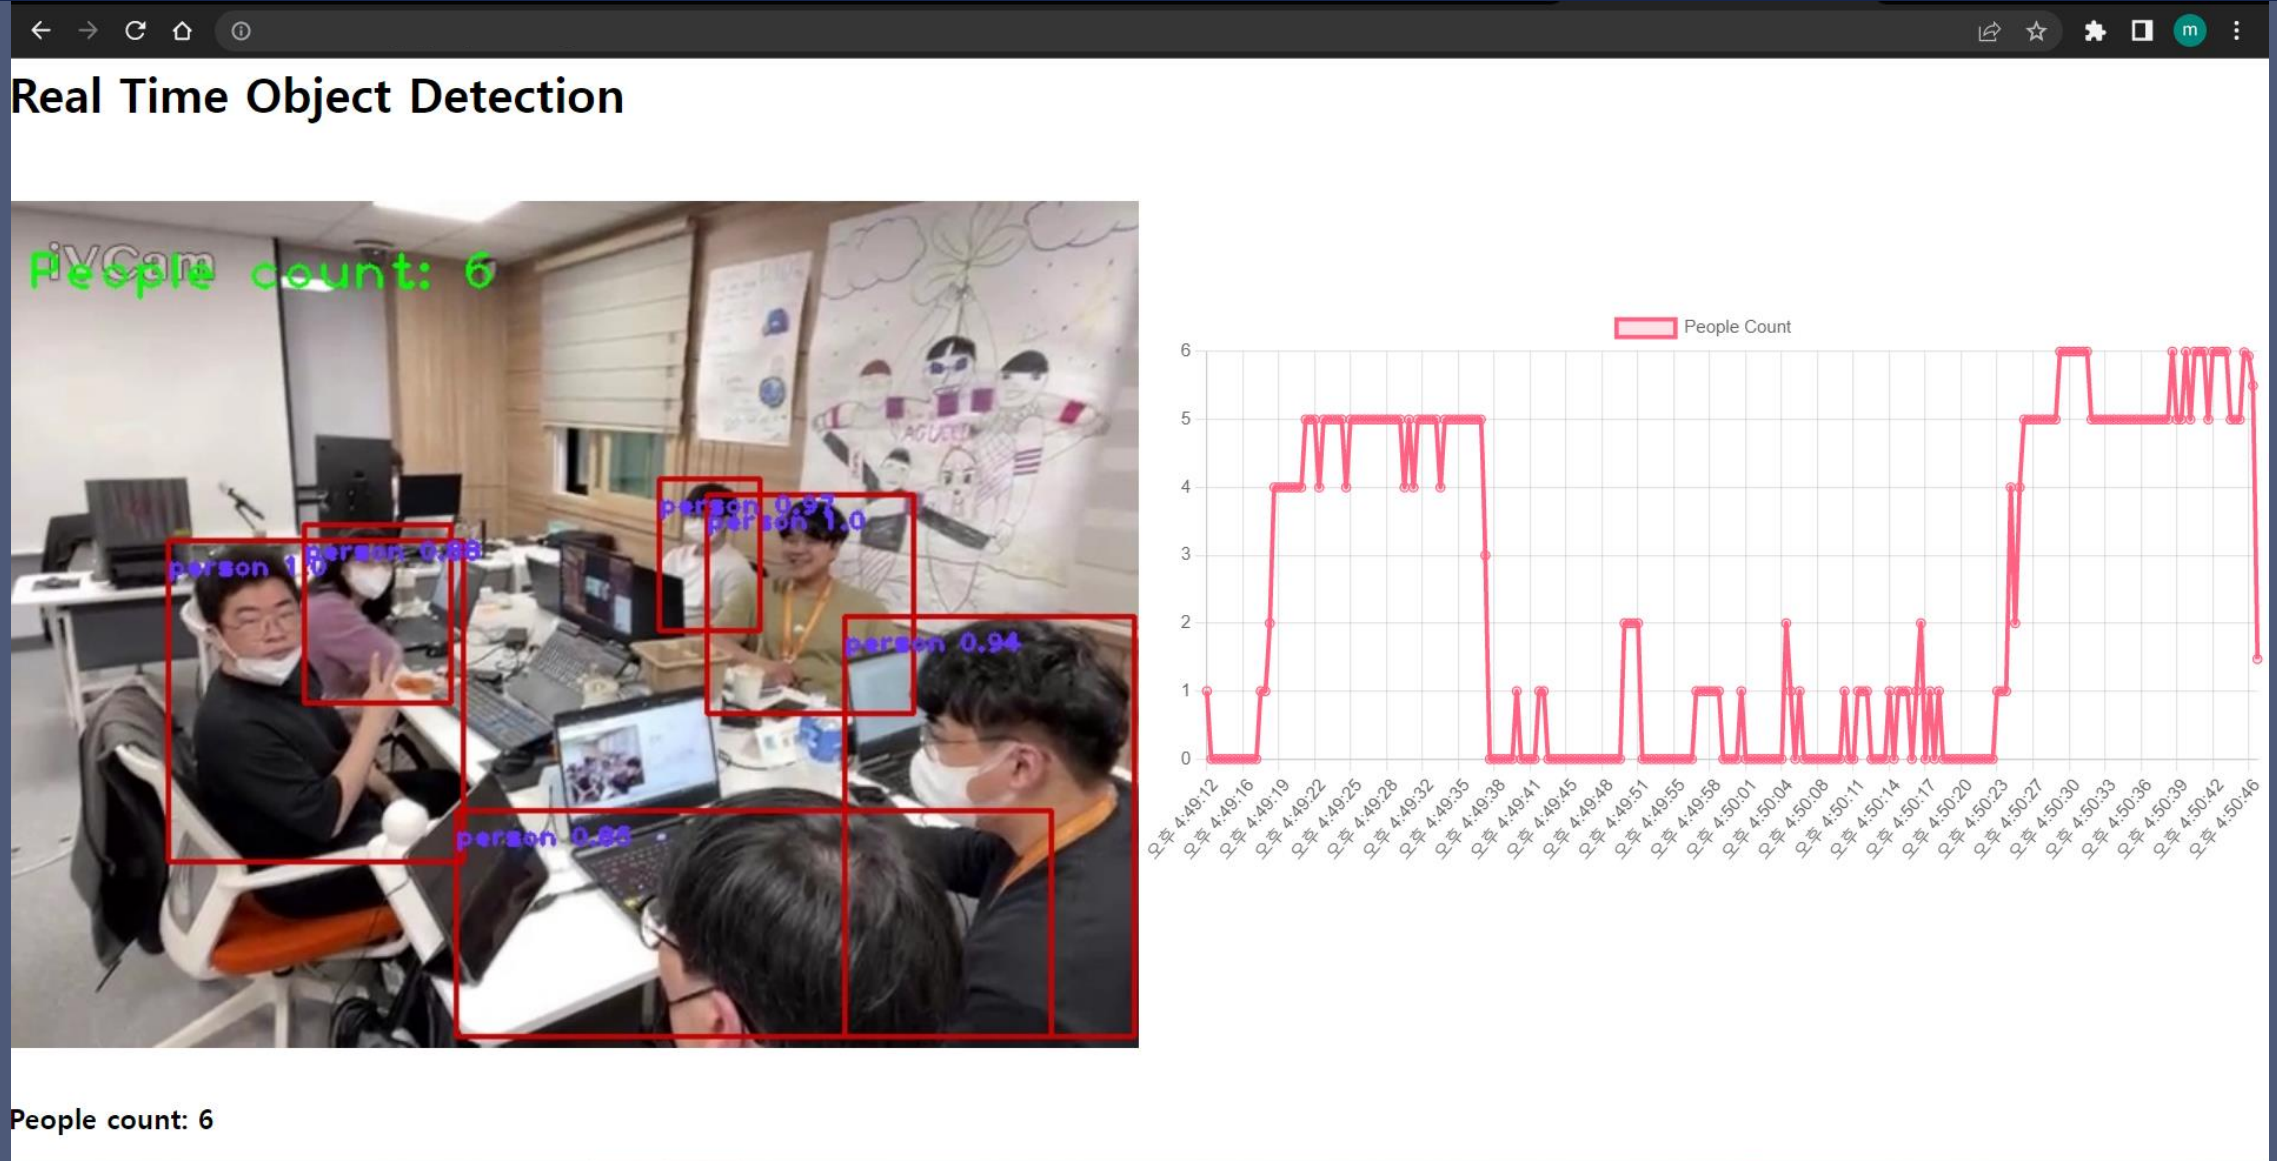 m
Real Time Object Detection
iVCam
People count: 6
person 0.97
person 1.0
person 0.88
person 1.0
person 0.94
person 0.86
People Count
6
5
4
3
2
1
0
오후 4:49:12
오후 4:49:16
오후 4:49:19
오후 4:49:22
오후 4:49:25
오후 4:49:28
오후 4:49:32
오후 4:49:35
오후 4:49:38
오후 4:49:41
오후 4:49:45
오후 4:49:48
오후 4:49:51
오후 4:49:55
오후 4:49:58
오후 4:50:01
오후 4:50:04
오후 4:50:08
오후 4:50:11
오후 4:50:14
오후 4:50:17
오후 4:50:20
오후 4:50:23
오후 4:50:27
오후 4:50:30
오후 4:50:33
오후 4:50:36
오후 4:50:39
오후 4:50:42
오후 4:50:46
People count: 6